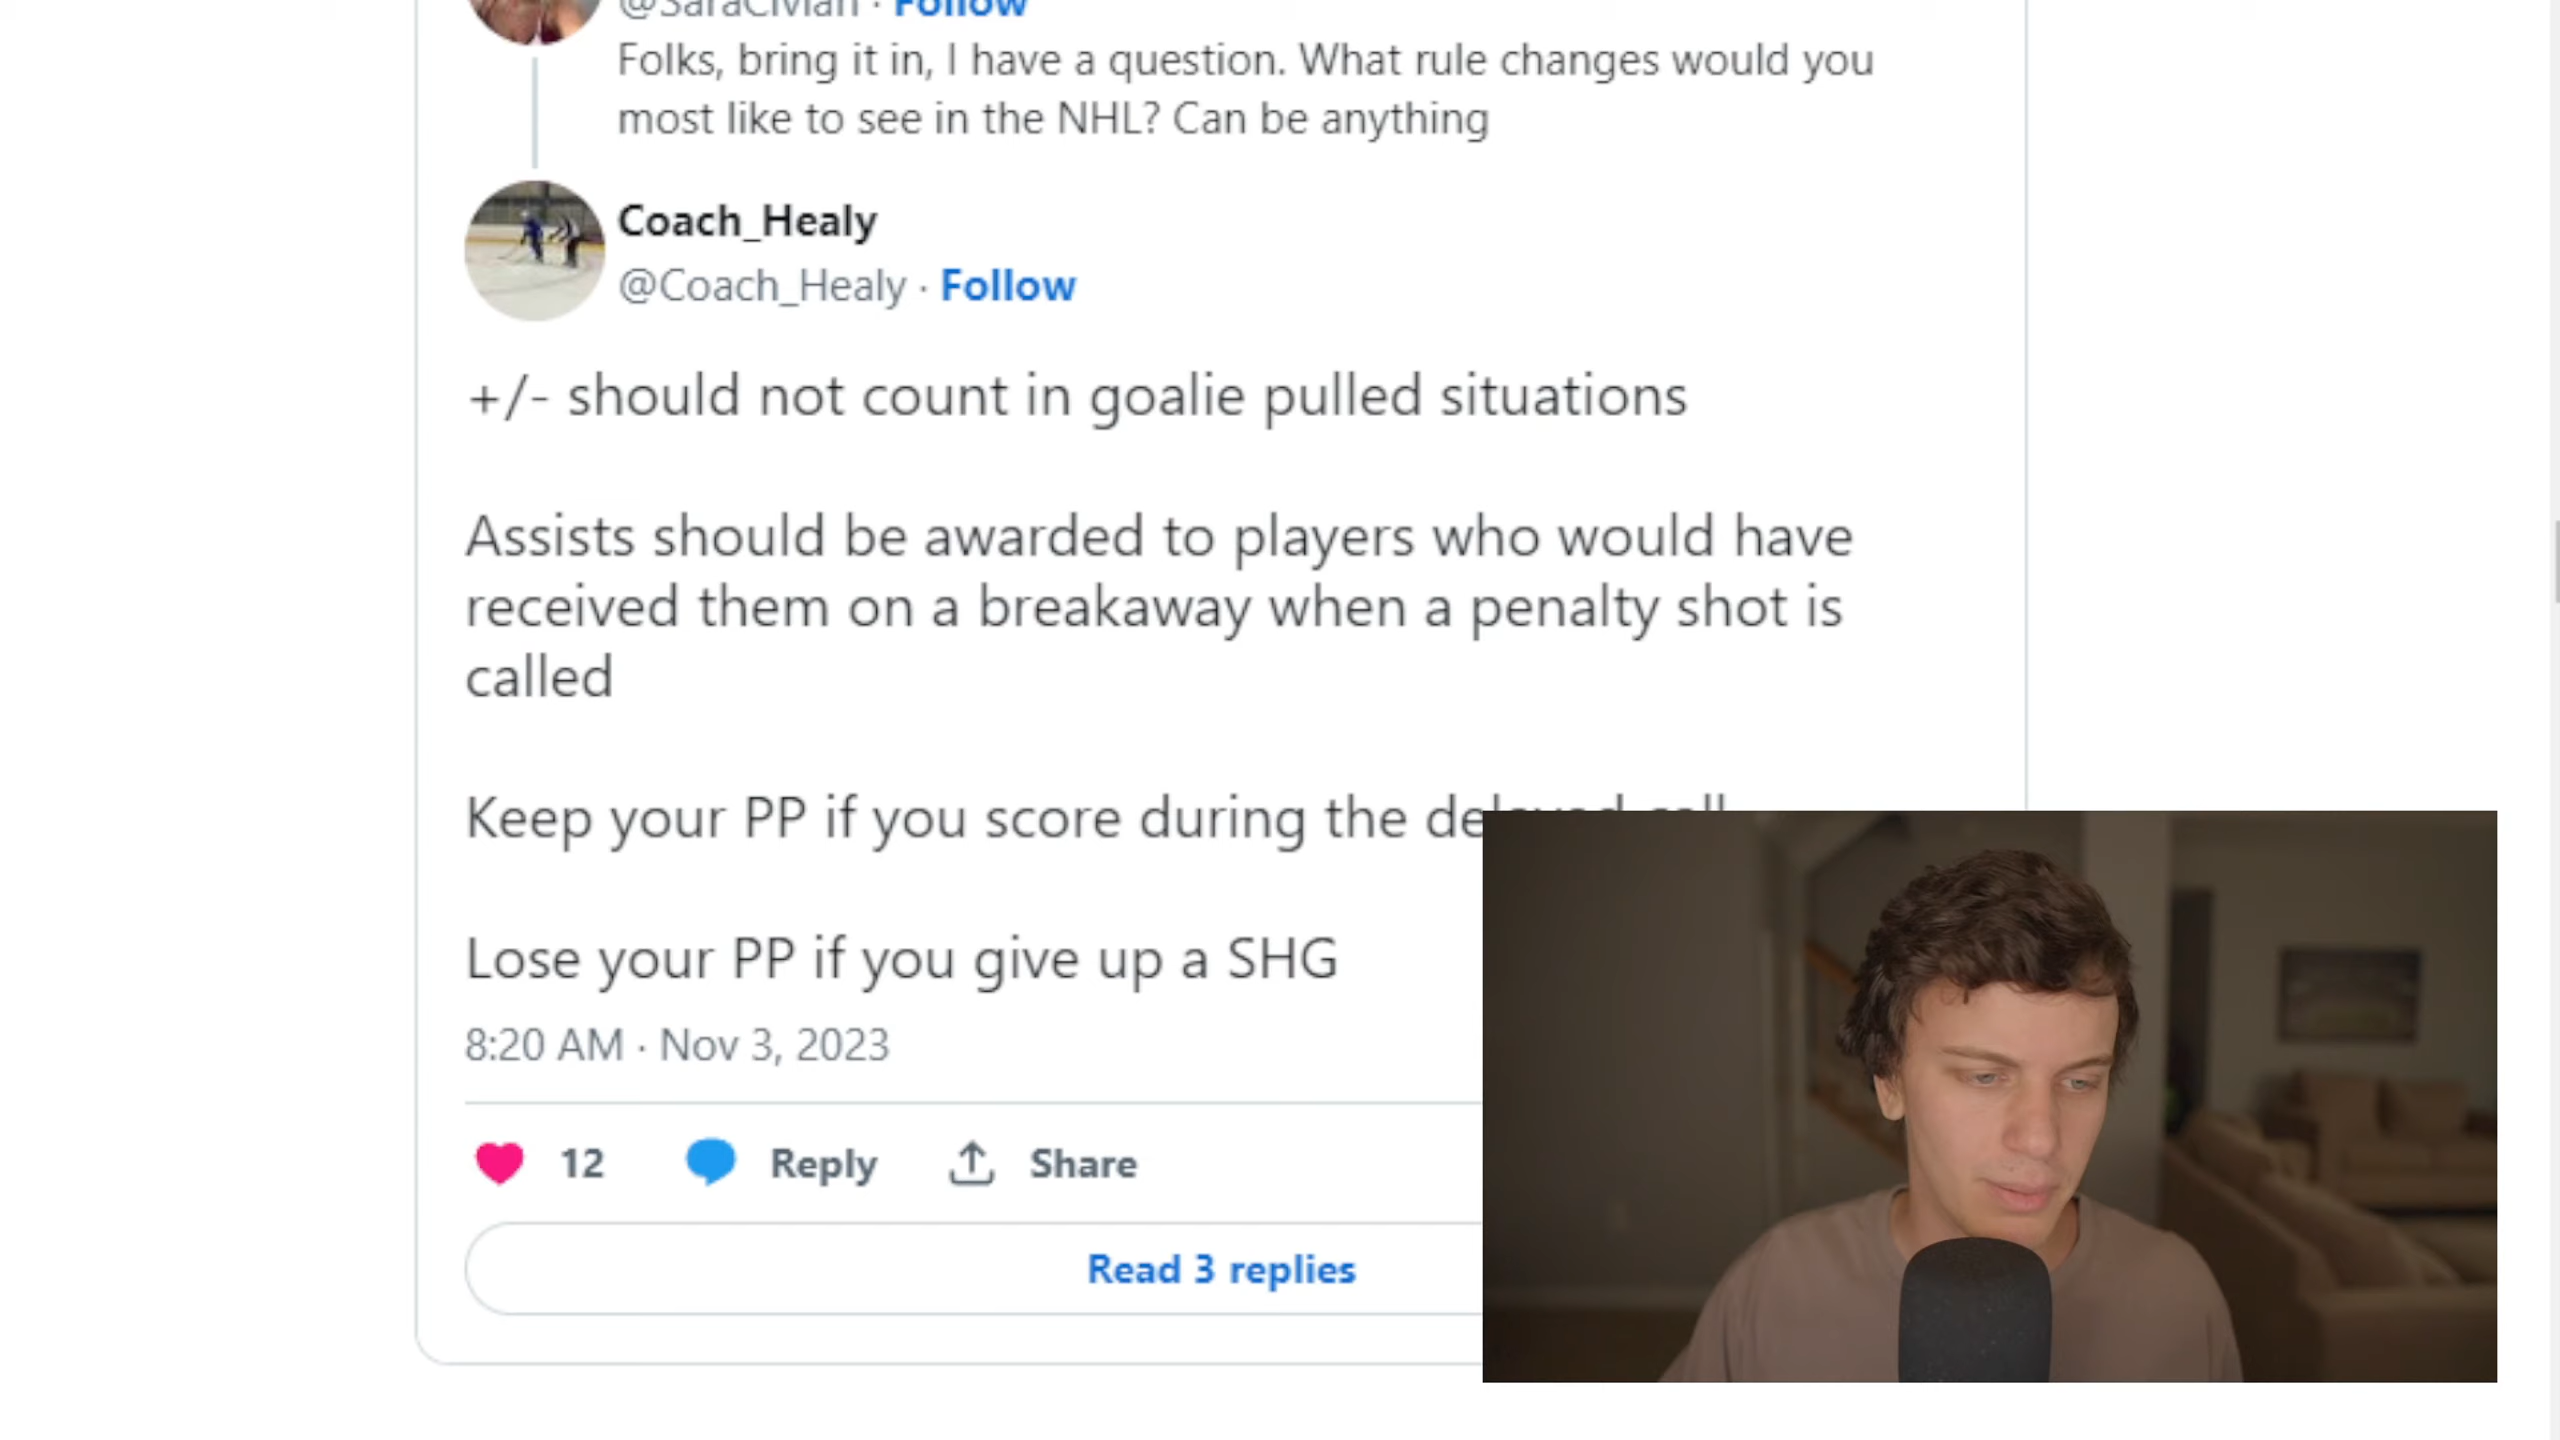 @SaraCivian · Follow
Folks, bring it in, I have a question. What rule changes would you
most like to see in the NHL? Can be anything
Coach_Healy
@Coach_Healy · Follow
+/- should not count in goalie pulled situations
Assists should be awarded to players who would have
received them on a breakaway when a penalty shot is
called
Keep your PP if you score during the delayed call
Lose your PP if you give up a SHG
8:20 AM · Nov 3, 2023
12 Reply Share
Read 3 replies